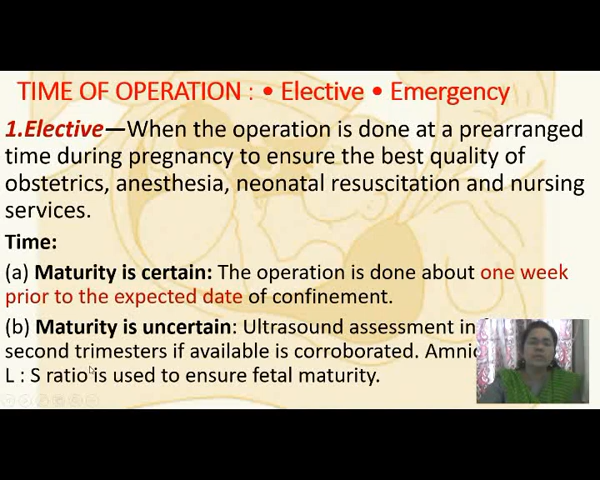 TIME OF OPERATION : • Elective • Emergency
1.Elective—When the operation is done at a prearranged
time during pregnancy to ensure the best quality of
obstetrics, anesthesia, neonatal resuscitation and nursing
services.
Time:
(a) Maturity is certain: The operation is done about one week
prior to the expected date of confinement.
(b) Maturity is uncertain: Ultrasound assessment in
second trimesters if available is corroborated.
L : S ratio is used to ensure fetal maturity.